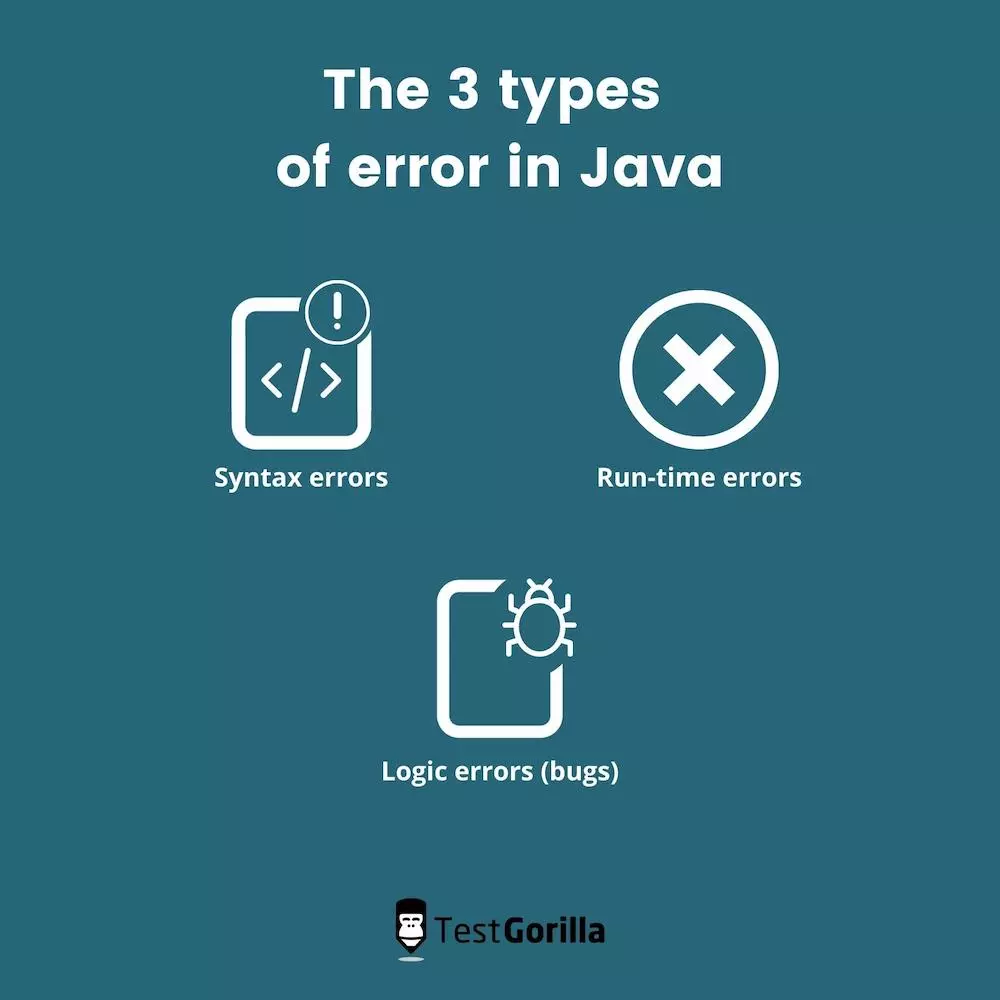 The 3 types
of error in Java
!
</>
Syntax errors
Run-time errors
Logic errors (bugs)
TestGorilla